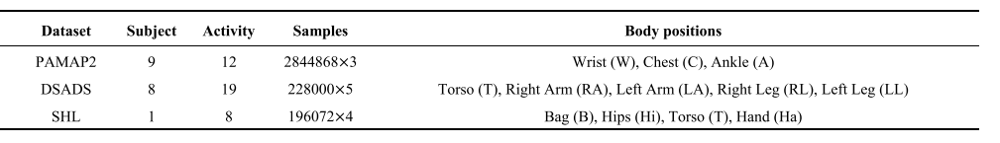 Dataset Subject Activity Samples Body positions
PAMAP2 9 12 2844868×3 Wrist (W), Chest (C), Ankle (A)
DSADS 8 19 228000×5 Torso (T), Right Arm (RA), Left Arm (LA), Right Leg (RL), Left Leg (LL)
SHL 1 8 196072×4 Bag (B), Hips (Hi), Torso (T), Hand (Ha)